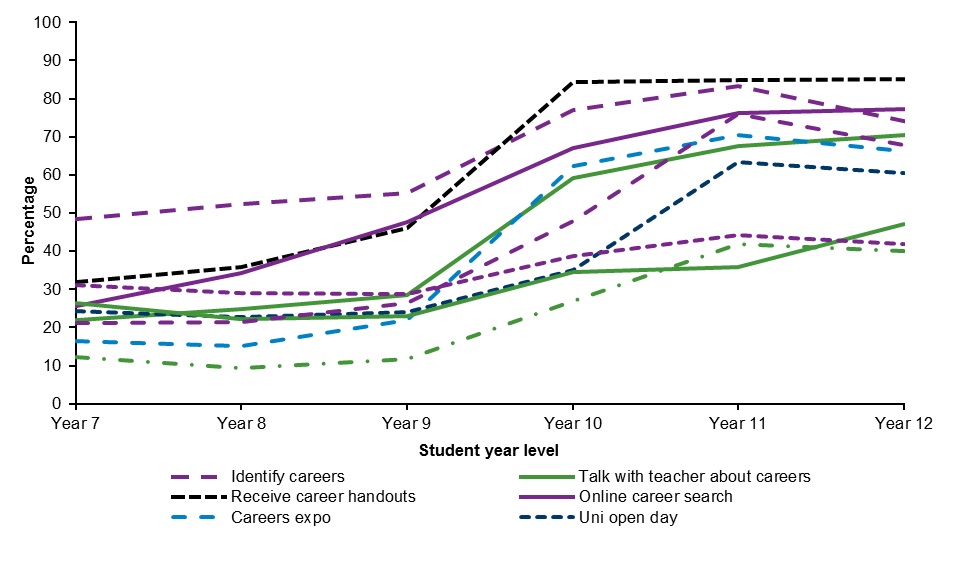 100
90
80
70
60
50
40
30
20
10
0
Percentage
Year 7 Year 8 Year 9 Year 10 Year 11 Year 12
Student year level
Identify careers Talk with teacher about careers
Receive career handouts Online career search
Careers expo Uni open day